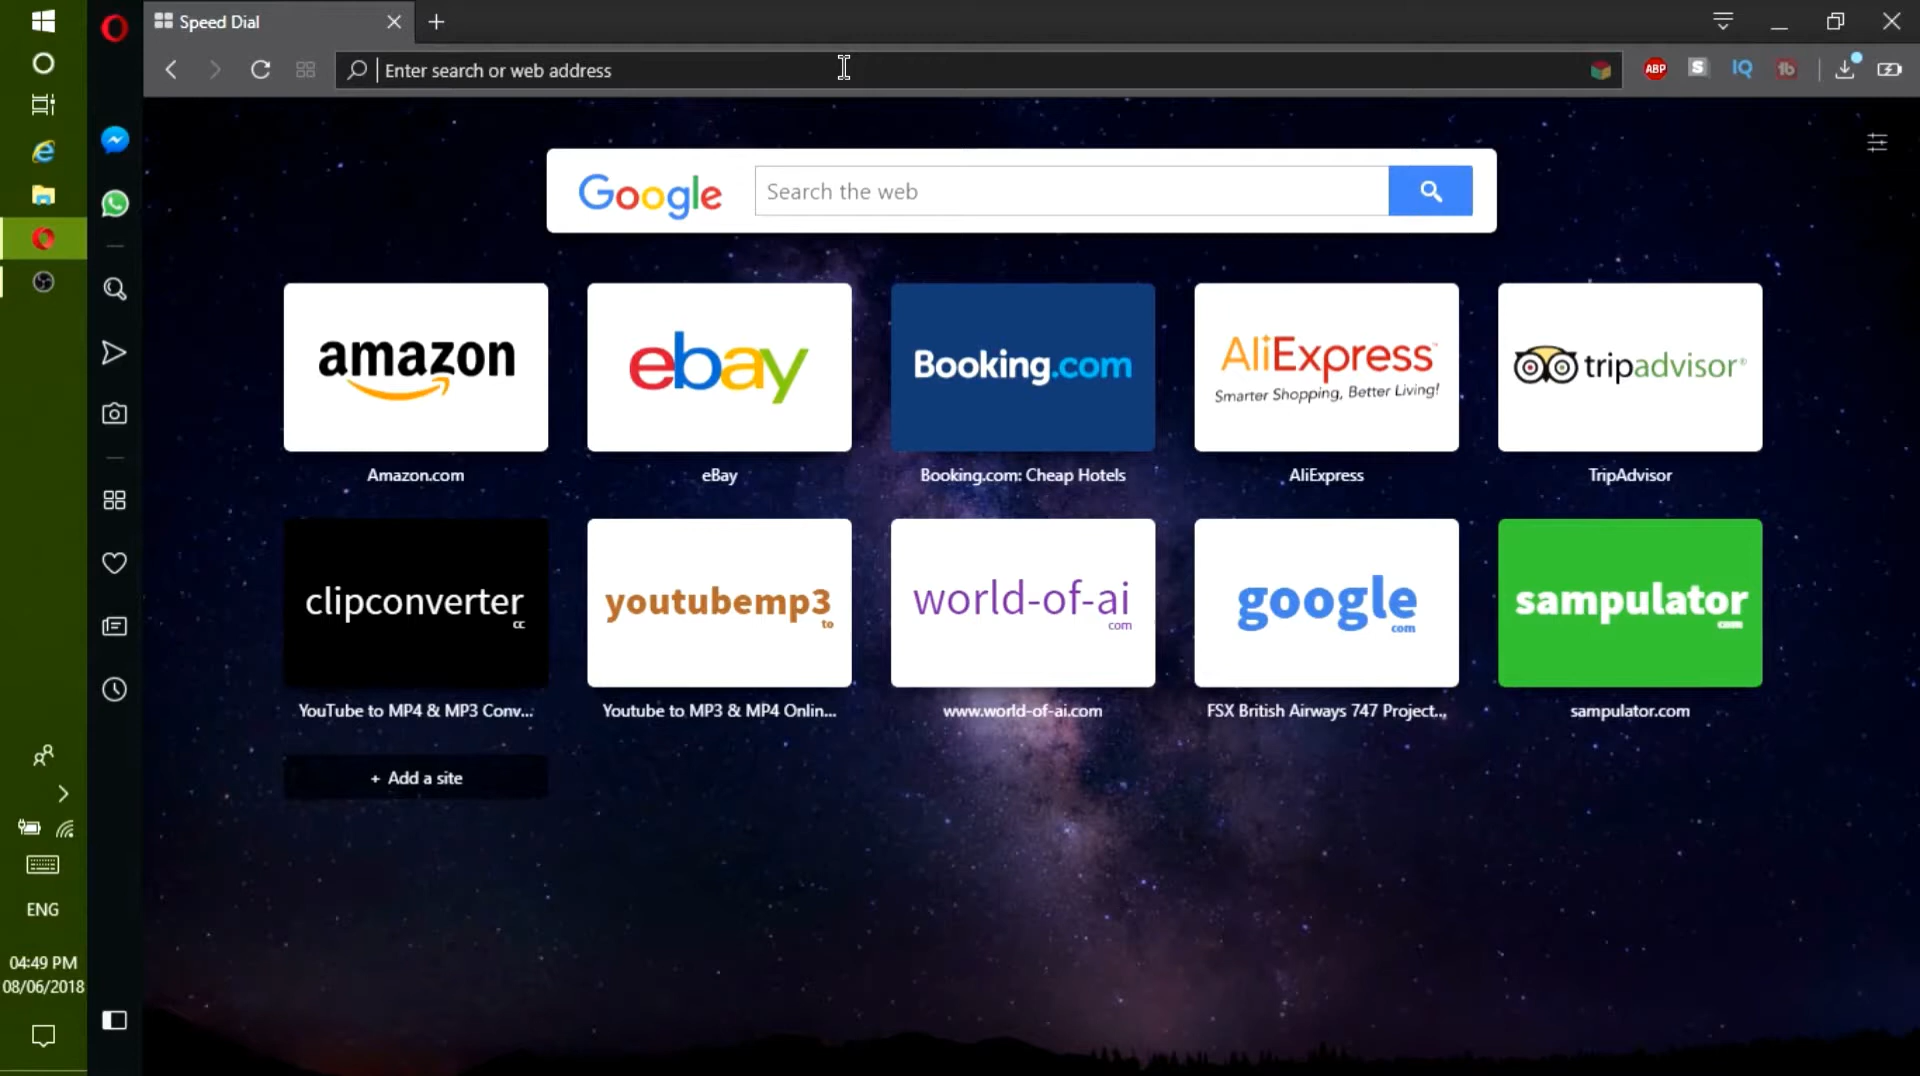 Speed Dial
Enter search or web address
ABP
S
IQ
Google
Search the web
amazon
ebay
Booking.com
AliExpress™
Smarter Shopping, Better Living!
tripadvisor®
Amazon.com
eBay
Booking.com: Cheap Hotels
AliExpress
TripAdvisor
clipconverter
cc
youtubemp3
to
world-of-ai
com
google
com
sampulator
com
YouTube to MP4 & MP3 Conv...
Youtube to MP3 & MP4 Onlin...
www.world-of-ai.com
FSX British Airways 747 Project...
sampulator.com
+ Add a site
ENG
04:49 PM
08/06/2018